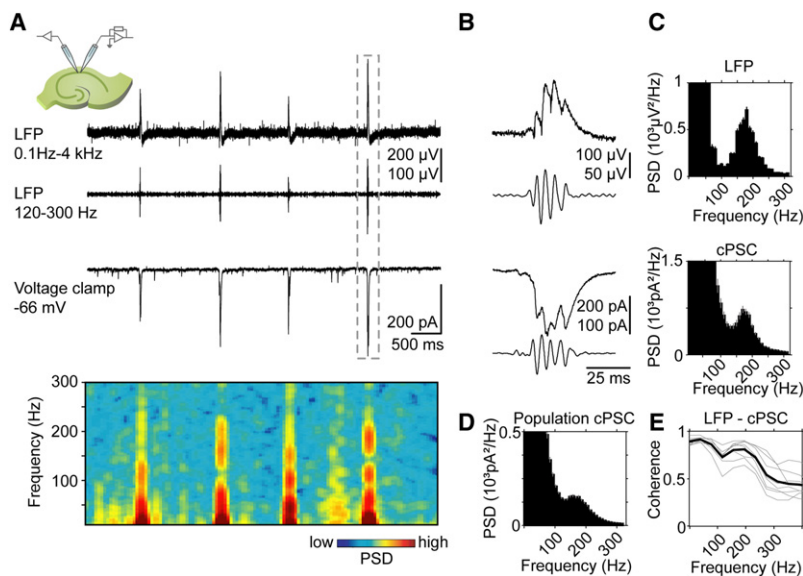 A
LFP
0.1Hz-4 kHz
200 µV
100 µV
LFP
120-300 Hz
Voltage clamp
-66 mV
200 pA
500 ms
Frequency (Hz)
300
200
100
low
high
PSD
B
100 µV
50 µV
200 pA
100 pA
25 ms
C
LFP
PSD (10³µV²/Hz)
1
0.5
0
100
200
300
Frequency (Hz)
cPSC
PSD (10³pA²/Hz)
1.5
0
100
200
300
Frequency (Hz)
D
Population cPSC
PSD (10³pA²/Hz)
0.5
0
100
200
300
Frequency (Hz)
E
LFP - cPSC
Coherence
1
0.5
0
100
200
300
Frequency (Hz)